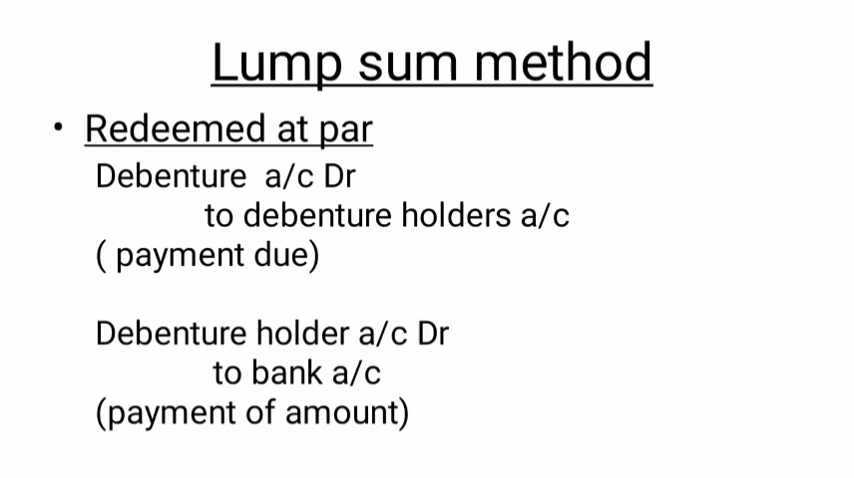 Lump sum method
• Redeemed at par
Debenture a/c Dr
to debenture holders a/c
( payment due)
Debenture holder a/c Dr
to bank a/c
(payment of amount)